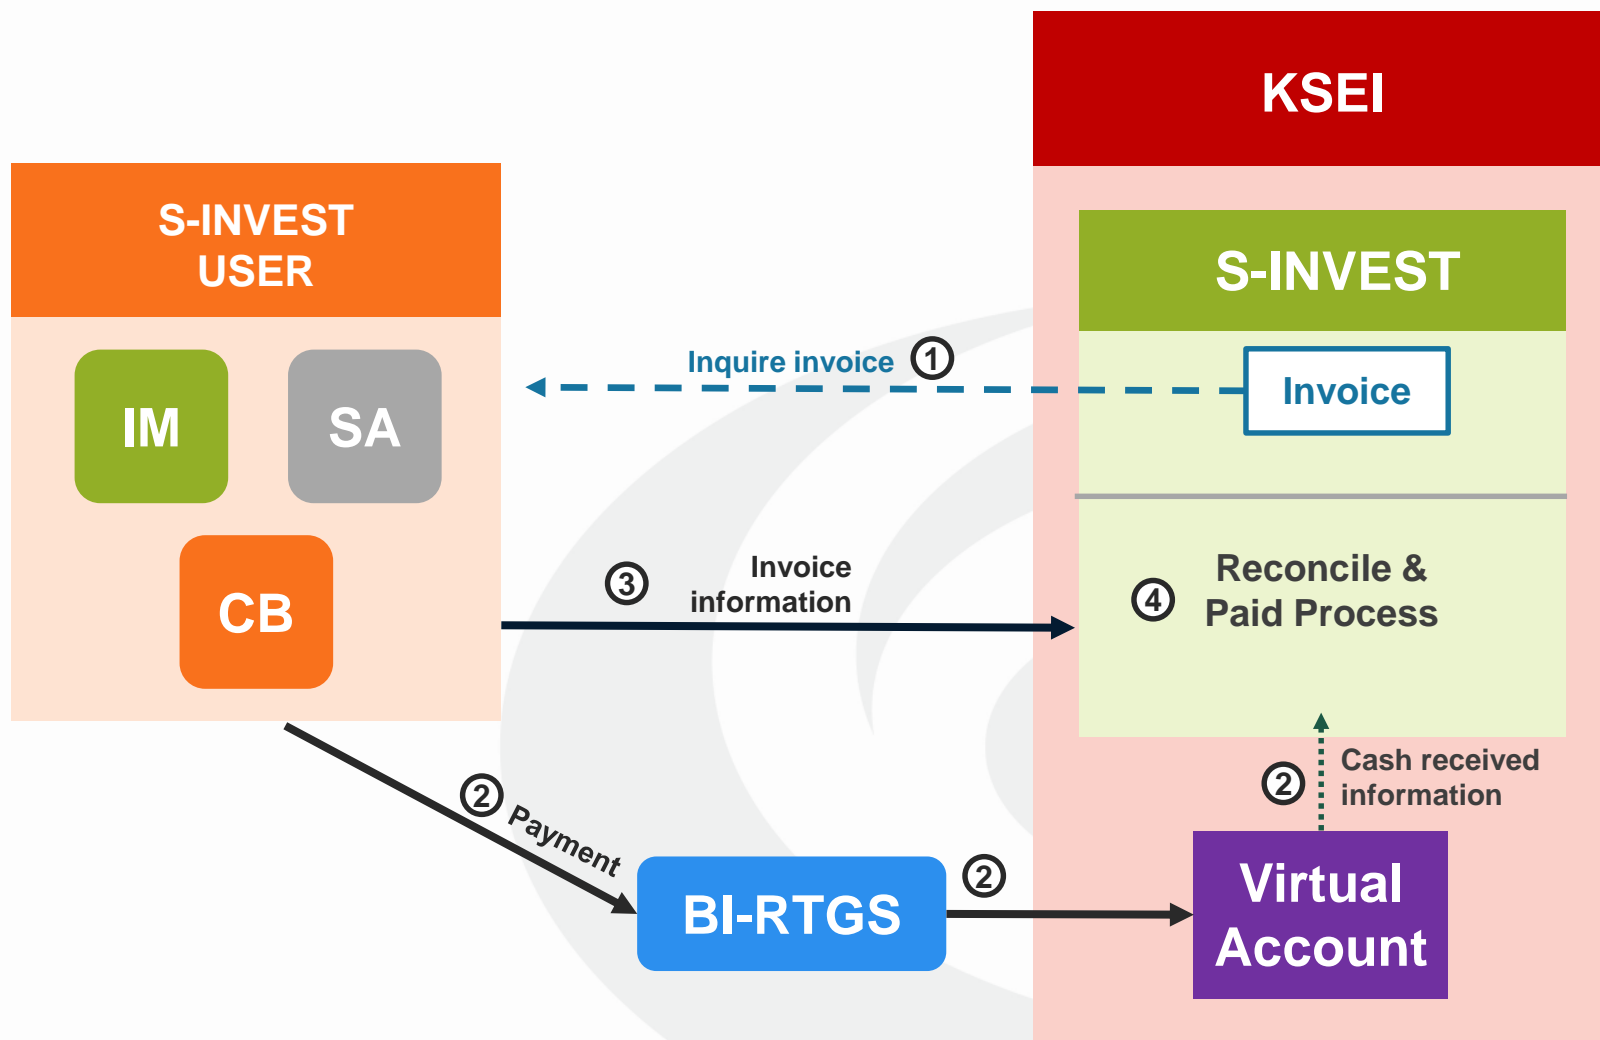 KSEI
S-INVEST
USER
S-INVEST
Inquire invoice 1
Invoice
IM
SA
CB
3
Invoice
information
4
Reconcile &
Paid Process
2 Payment
BI-RTGS
2
2
Cash received
information
Virtual
Account